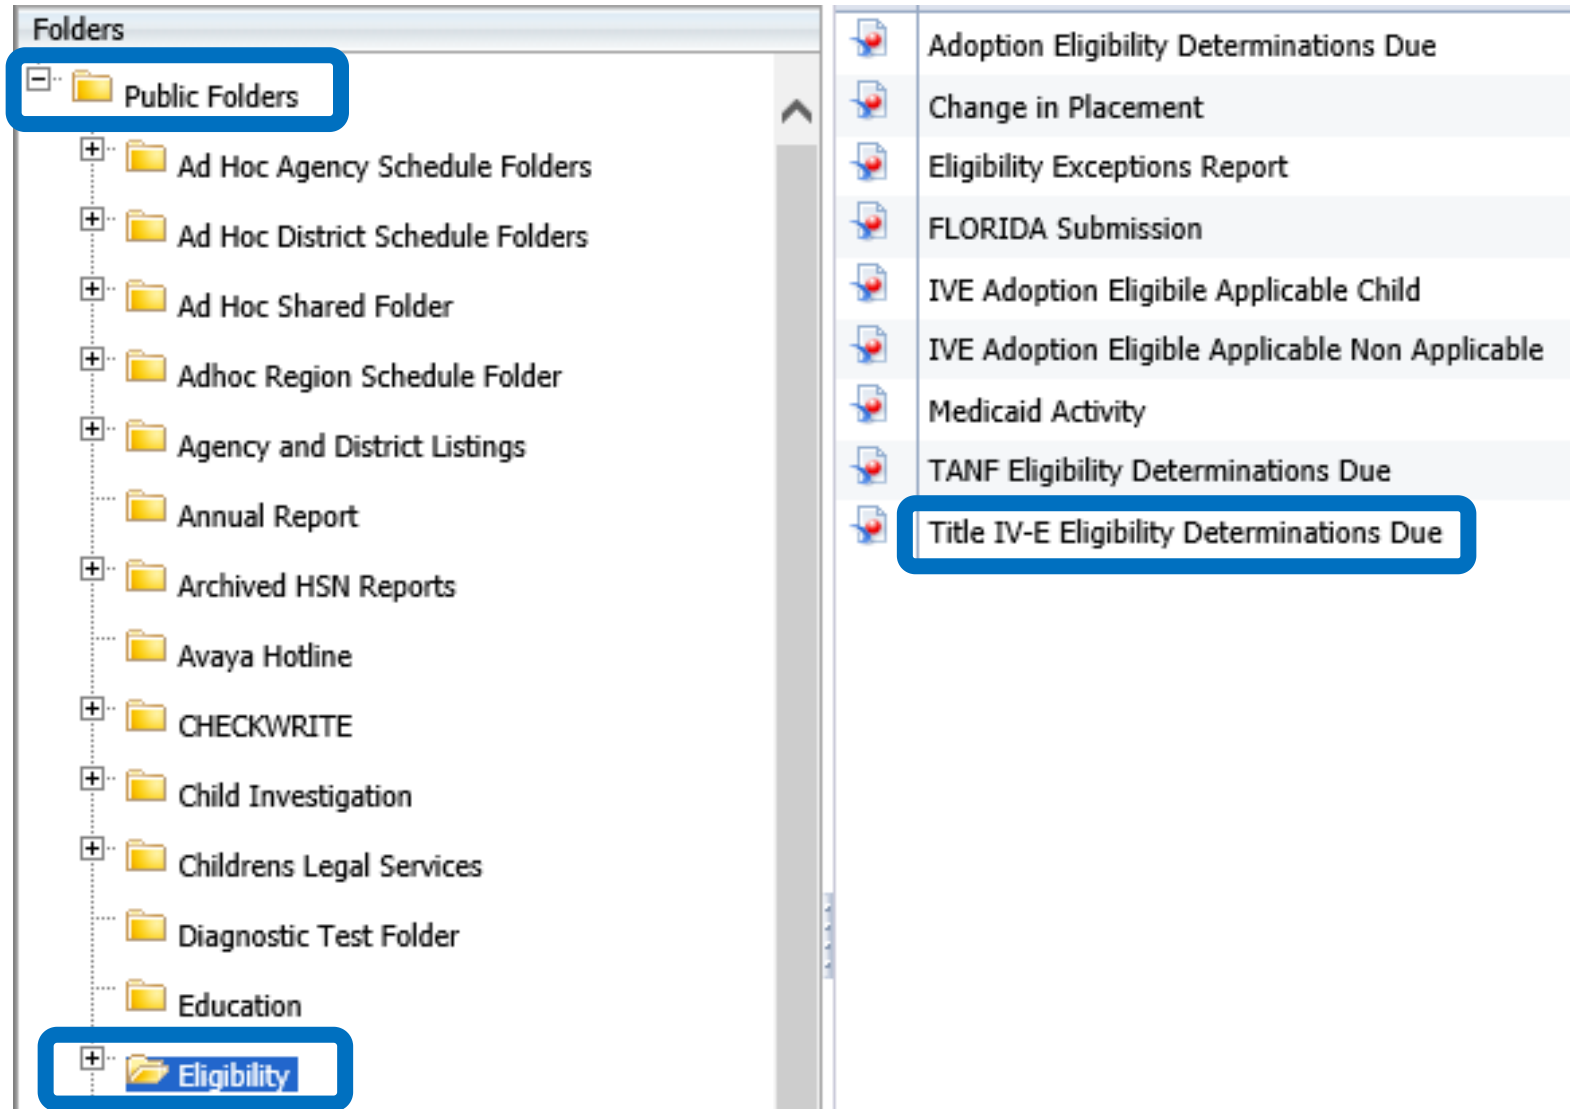 Folders
Public Folders
Ad Hoc Agency Schedule Folders
Ad Hoc District Schedule Folders
Ad Hoc Shared Folder
Adhoc Region Schedule Folder
Agency and District Listings
Annual Report
Archived HSN Reports
Avaya Hotline
CHECKWRITE
Child Investigation
Childrens Legal Services
Diagnostic Test Folder
Education
Eligibility
Adoption Eligibility Determinations Due
Change in Placement
Eligibility Exceptions Report
FLORIDA Submission
IVE Adoption Eligibile Applicable Child
IVE Adoption Eligible Applicable Non Applicable
Medicaid Activity
TANF Eligibility Determinations Due
Title IV-E Eligibility Determinations Due